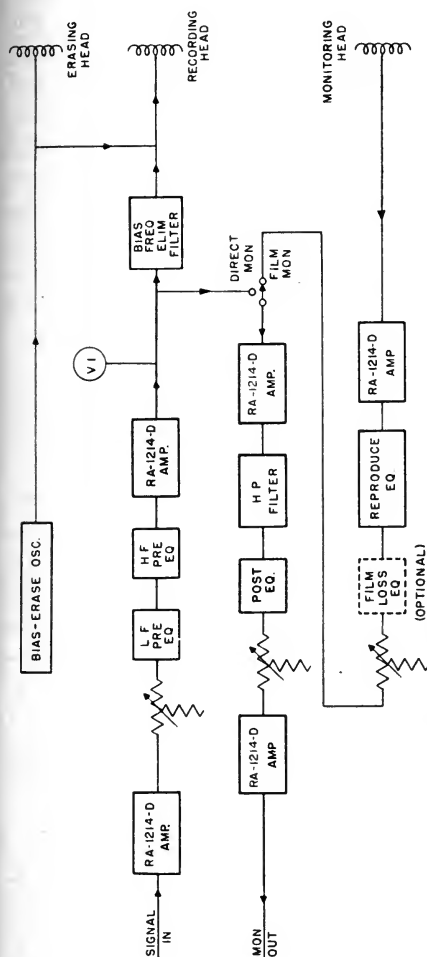 ERASING
HEAD
RECORDING
HEAD
MONITORING
HEAD
BIAS-ERASE OSC.
VI
SIGNAL
IN
RA-1214-D
AMP.
L F
PRE
EQ
HF
PRE
EQ
RA-1214-D
AMP.
BIAS
FREQ
ELIM
FILTER
DIRECT
MON
FILM
MON
RA-1214-D
AMP.
H P
FILTER
POST
EQ.
RA-1214-D
AMP
MON
OUT
RA-1214-D
AMP
REPRODUCE
EQ.
FILM
LOSS
EQ
(OPTIONAL)